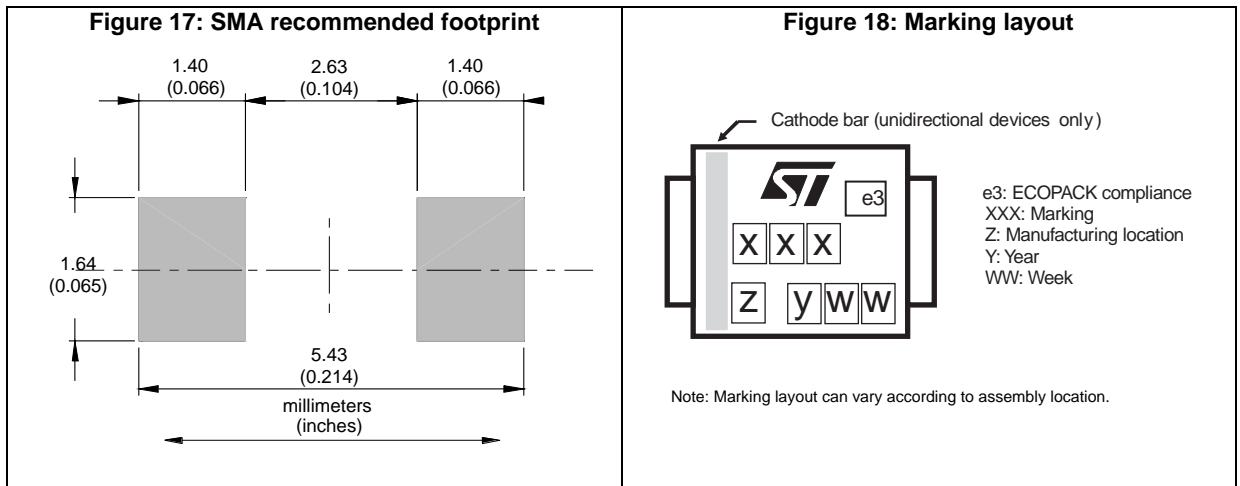 Figure 17: SMA recommended footprint
1.40 2.63 1.40
(0.066) (0.104) (0.066)
1.64
(0.065)
5.43
(0.214)
millimeters
(inches)
Figure 18: Marking layout
Cathode bar (unidirectional devices only)
ST
e3
x x x
z y w w
e3: ECOPACK compliance
XXX: Marking
Z: Manufacturing location
Y: Year
WW: Week
Note: Marking layout can vary according to assembly location.